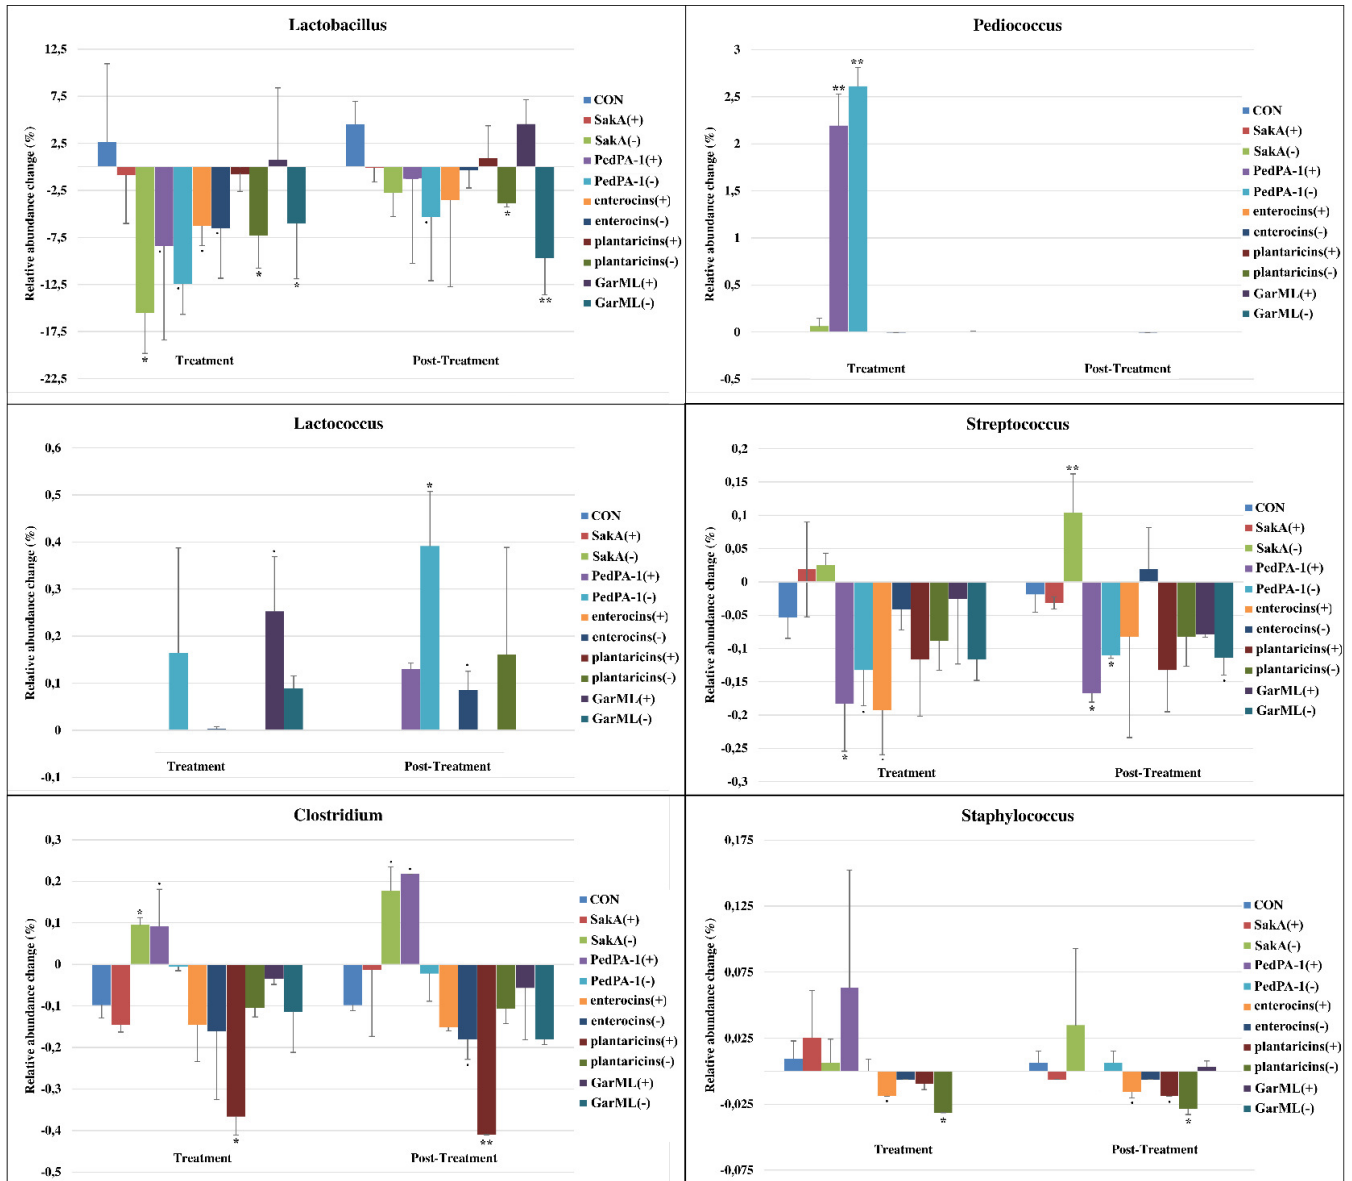 Lactobacillus
Relative abundance change (%)
12,5
7,5
2,5
-2,5
-7,5
-12,5
-17,5
-22,5
Treatment
Post-Treatment
CON
SakA(+)
SakA(-)
PedPA-1(+)
PedPA-1(-)
enterocins(+)
enterocins(-)
plantaricins(+)
plantaricins(-)
GarML(+)
GarML(-)
*
*
*
*
**
Pediococcus
Relative abundance change (%)
3
2,5
2
1,5
1
0,5
0
-0,5
**
**
Treatment
Post-Treatment
CON
SakA(+)
SakA(-)
PedPA-1(+)
PedPA-1(-)
enterocins(+)
enterocins(-)
plantaricins(+)
plantaricins(-)
GarML(+)
GarML(-)
Lactococcus
Relative abundance change (%)
0,6
0,5
0,4
0,3
0,2
0,1
0
-0,1
*
Treatment
Post-Treatment
CON
SakA(+)
SakA(-)
PedPA-1(+)
PedPA-1(-)
enterocins(+)
enterocins(-)
plantaricins(+)
plantaricins(-)
GarML(+)
GarML(-)
Streptococcus
Relative abundance change (%)
0,2
0,15
0,1
0,05
0
-0,05
-0,1
-0,15
-0,2
-0,25
-0,3
*
**
*
*
Treatment
Post-Treatment
CON
SakA(+)
SakA(-)
PedPA-1(+)
PedPA-1(-)
enterocins(+)
enterocins(-)
plantaricins(+)
plantaricins(-)
GarML(+)
GarML(-)
Clostridium
Relative abundance change (%)
0,3
0,2
0,1
0
-0,1
-0,2
-0,3
-0,4
-0,5
*
*
**
Treatment
Post-Treatment
CON
SakA(+)
SakA(-)
PedPA-1(+)
PedPA-1(-)
enterocins(+)
enterocins(-)
plantaricins(+)
plantaricins(-)
GarML(+)
GarML(-)
Staphylococcus
Relative abundance change (%)
0,175
0,125
0,075
0,025
-0,025
-0,075
*
*
Treatment
Post-Treatment
CON
SakA(+)
SakA(-)
PedPA-1(+)
PedPA-1(-)
enterocins(+)
enterocins(-)
plantaricins(+)
plantaricins(-)
GarML(+)
GarML(-)